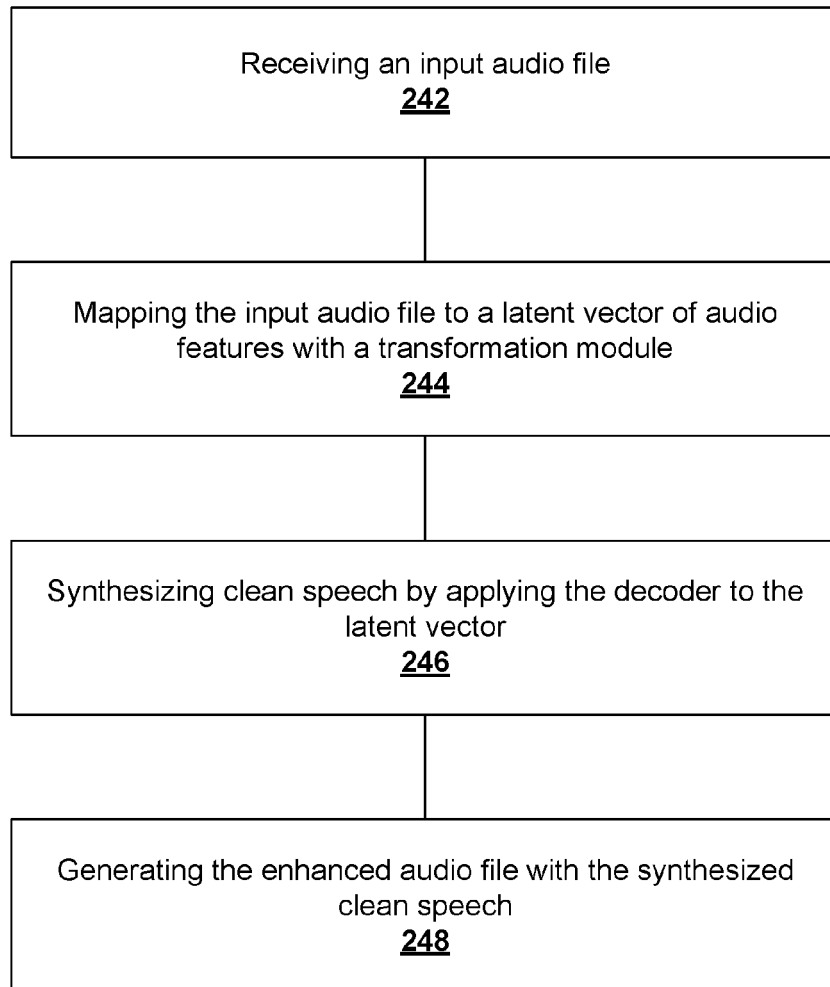 Receiving an input audio file
242
Mapping the input audio file to a latent vector of audio
features with a transformation module
244
Synthesizing clean speech by applying the decoder to the
latent vector
246
Generating the enhanced audio file with the synthesized
clean speech
248